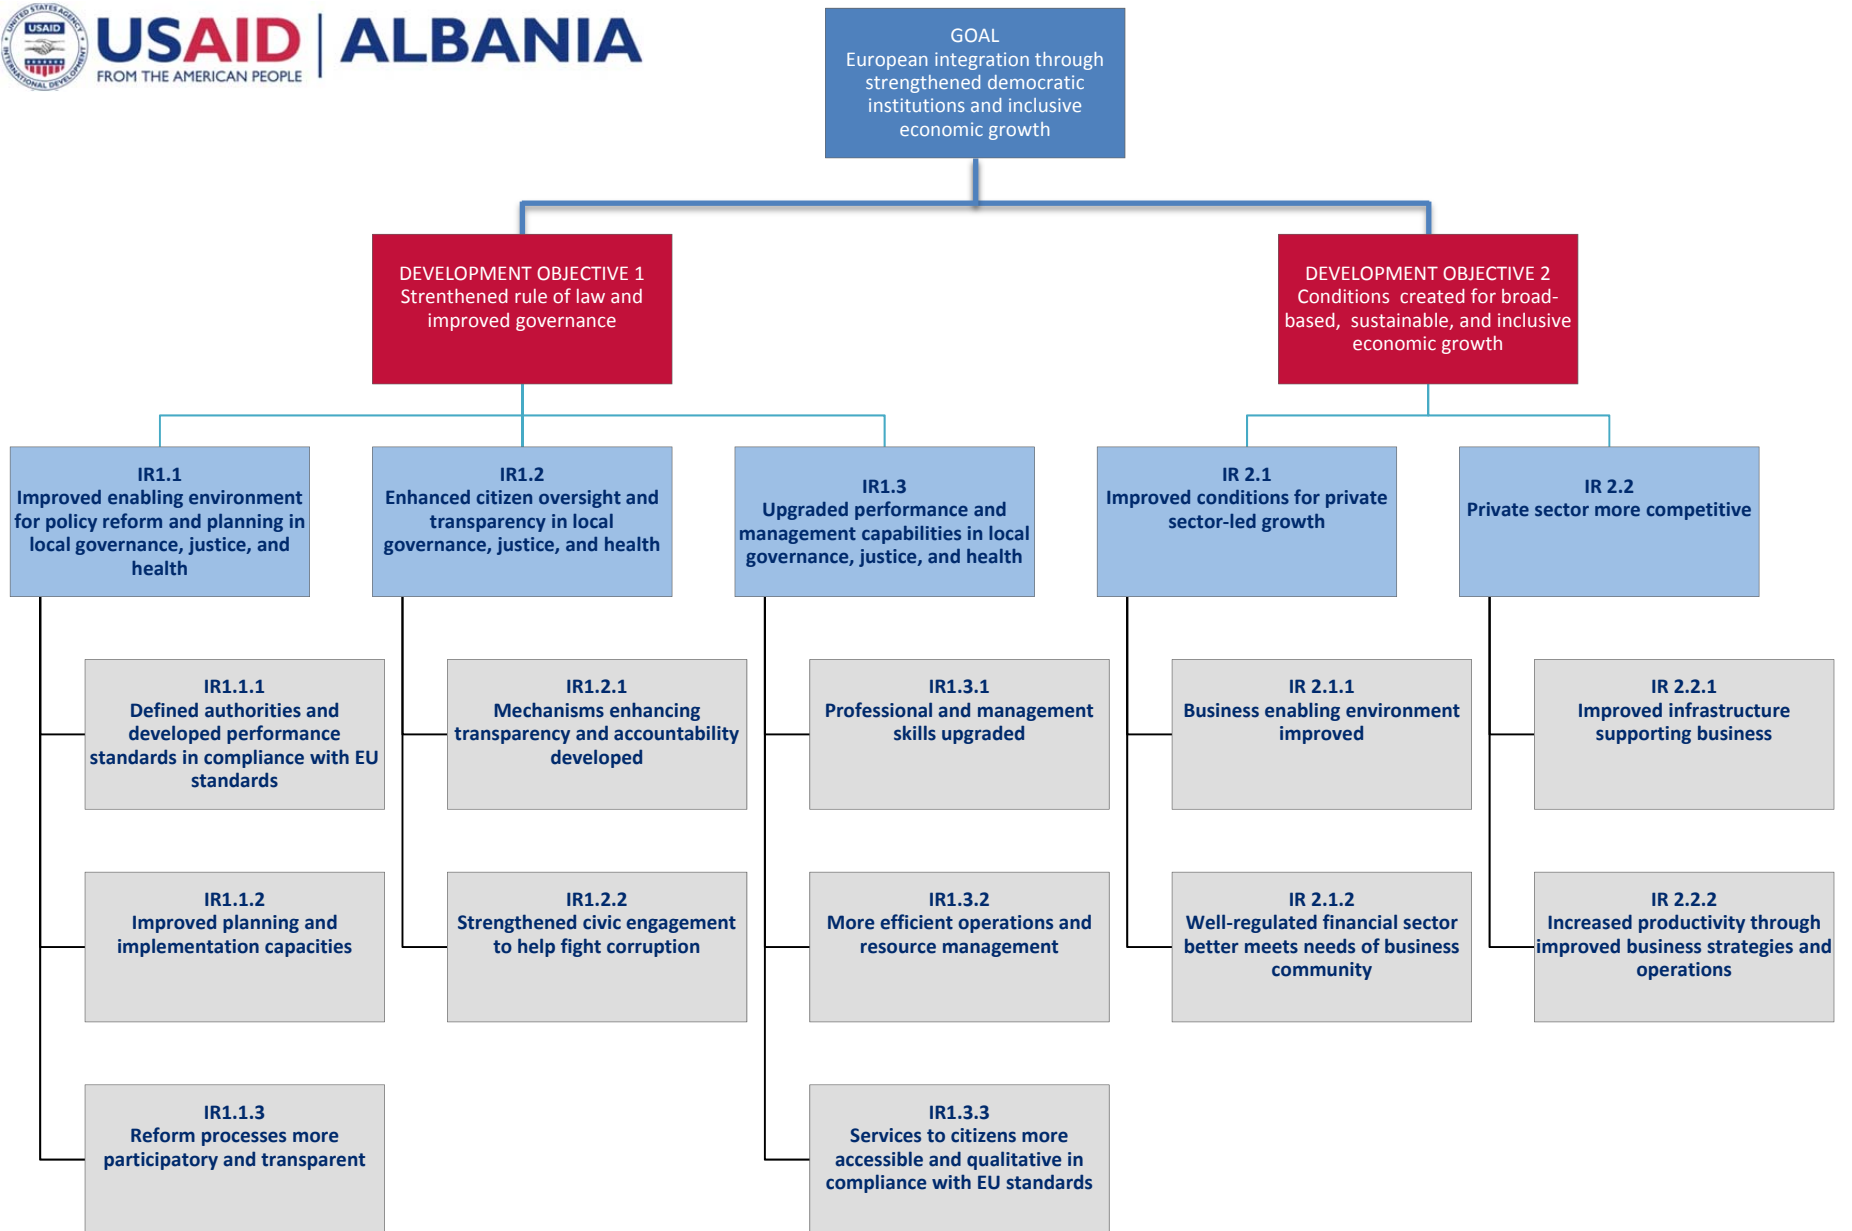 UNITED STATES AGENCY
USAID
INTERNATIONAL DEVELOPMENT
USAID | ALBANIA
FROM THE AMERICAN PEOPLE
GOAL
European integration through
strengthened democratic
institutions and inclusive
economic growth
DEVELOPMENT OBJECTIVE 1
Strenthened rule of law and
improved governance
DEVELOPMENT OBJECTIVE 2
Conditions created for broad-
based, sustainable, and inclusive
economic growth
IR1.1
Improved enabling environment
for policy reform and planning in
local governance, justice, and
health
IR1.2
Enhanced citizen oversight and
transparency in local
governance, justice, and health
IR1.3
Upgraded performance and
management capabilities in local
governance, justice, and health
IR 2.1
Improved conditions for private
sector-led growth
IR 2.2
Private sector more competitive
IR1.1.1
Defined authorities and
developed performance
standards in compliance with EU
standards
IR1.2.1
Mechanisms enhancing
transparency and accountability
developed
IR1.3.1
Professional and management
skills upgraded
IR 2.1.1
Business enabling environment
improved
IR 2.2.1
Improved infrastructure
supporting business
IR1.1.2
Improved planning and
implementation capacities
IR1.2.2
Strengthened civic engagement
to help fight corruption
IR1.3.2
More efficient operations and
resource management
IR 2.1.2
Well-regulated financial sector
better meets needs of business
community
IR 2.2.2
Increased productivity through
improved business strategies and
operations
IR1.1.3
Reform processes more
participatory and transparent
IR1.3.3
Services to citizens more
accessible and qualitative in
compliance with EU standards